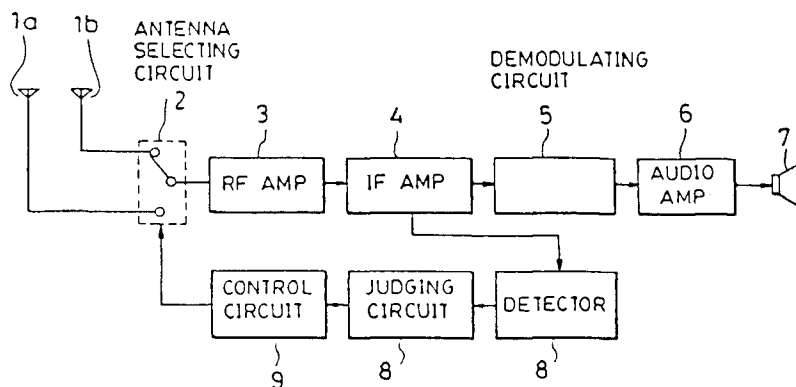 1a
1b
ANTENNA
SELECTING
CIRCUIT
2
DEMODULATING
CIRCUIT
3
4
5
6
7
RF AMP
IF AMP
AUDIO
AMP
CONTROL
CIRCUIT
JUDGING
CIRCUIT
DETECTOR
9
8
8